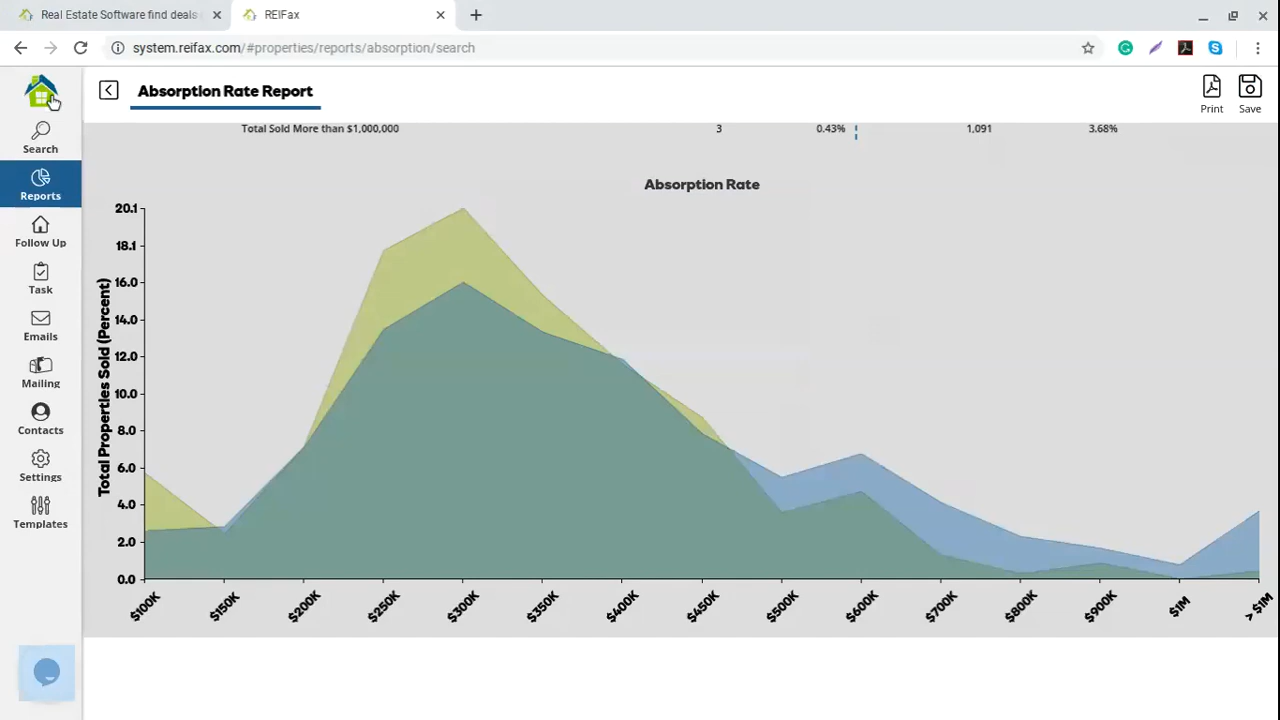 Real Estate Software find deals
REIFax
system.reifax.com/#properties/reports/absorption/search
Absorption Rate Report
Print
Save
Search
Reports
Follow Up
Task
Emails
Mailing
Contacts
Settings
Templates
Total Sold More than $1,000,000 3 0.43% 1,091 3.68%
Absorption Rate
Total Properties Sold (Percent)
20.1
18.1
16.0
14.0
12.0
10.0
8.0
6.0
4.0
2.0
0.0
$100K $150K $200K $250K $300K $350K $400K $450K $500K $600K $700K $800K $900K $1M > $1M